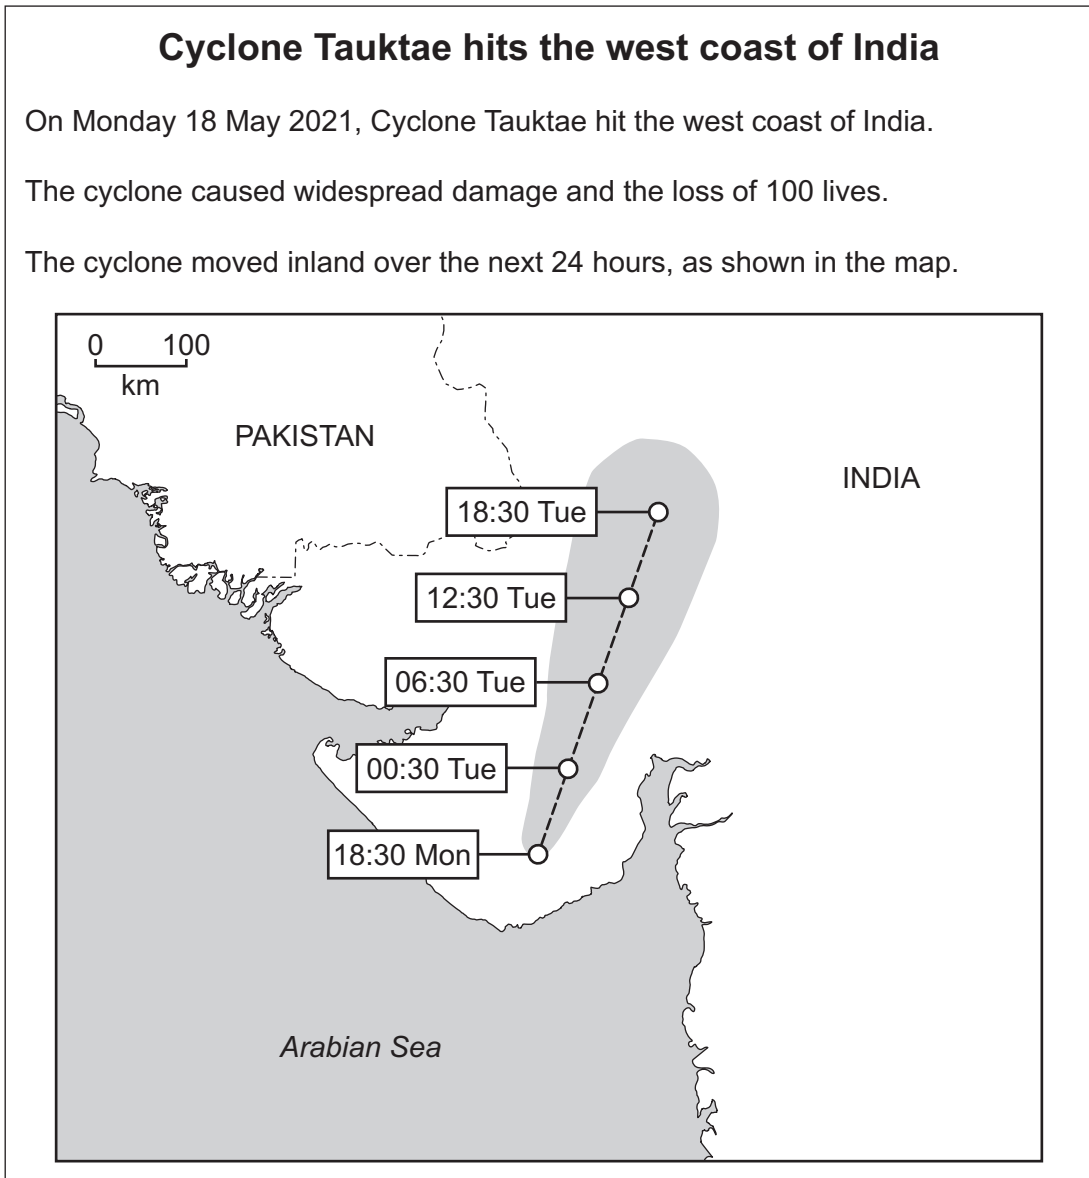 Cyclone Tauktae hits the west coast of India
On Monday 18 May 2021, Cyclone Tauktae hit the west coast of India.
The cyclone caused widespread damage and the loss of 100 lives.
The cyclone moved inland over the next 24 hours, as shown in the map.
0 100
km
PAKISTAN
INDIA
18:30 Tue
12:30 Tue
06:30 Tue
00:30 Tue
18:30 Mon
Arabian Sea